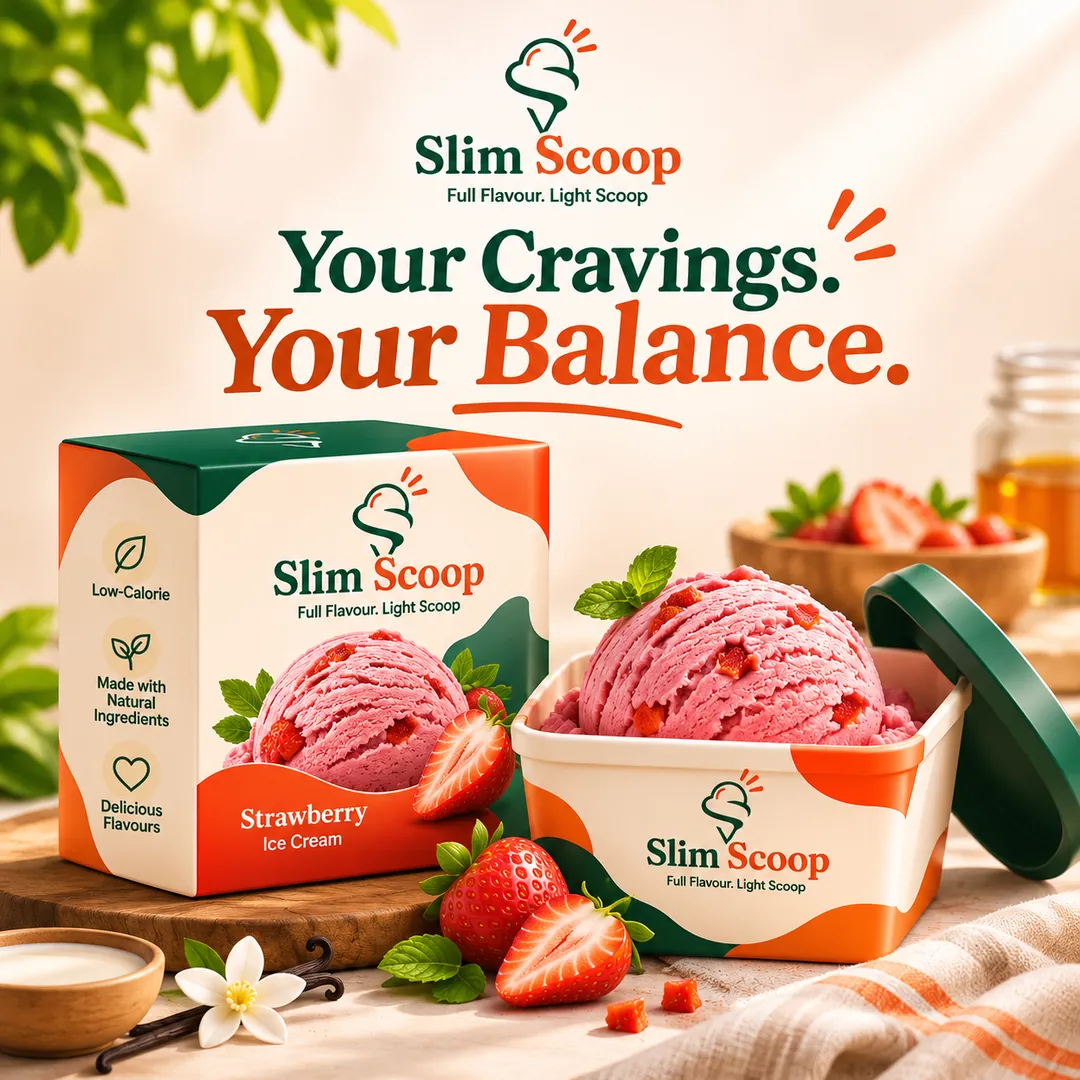 Slim Scoop
Full Flavour. Light Scoop
Your Cravings.
Your Balance.
Slim Scoop
Full Flavour. Light Scoop
Low-Calorie
Made with
Natural
Ingredients
Delicious
Flavours
Strawberry
Ice Cream
Slim Scoop
Full Flavour. Light Scoop